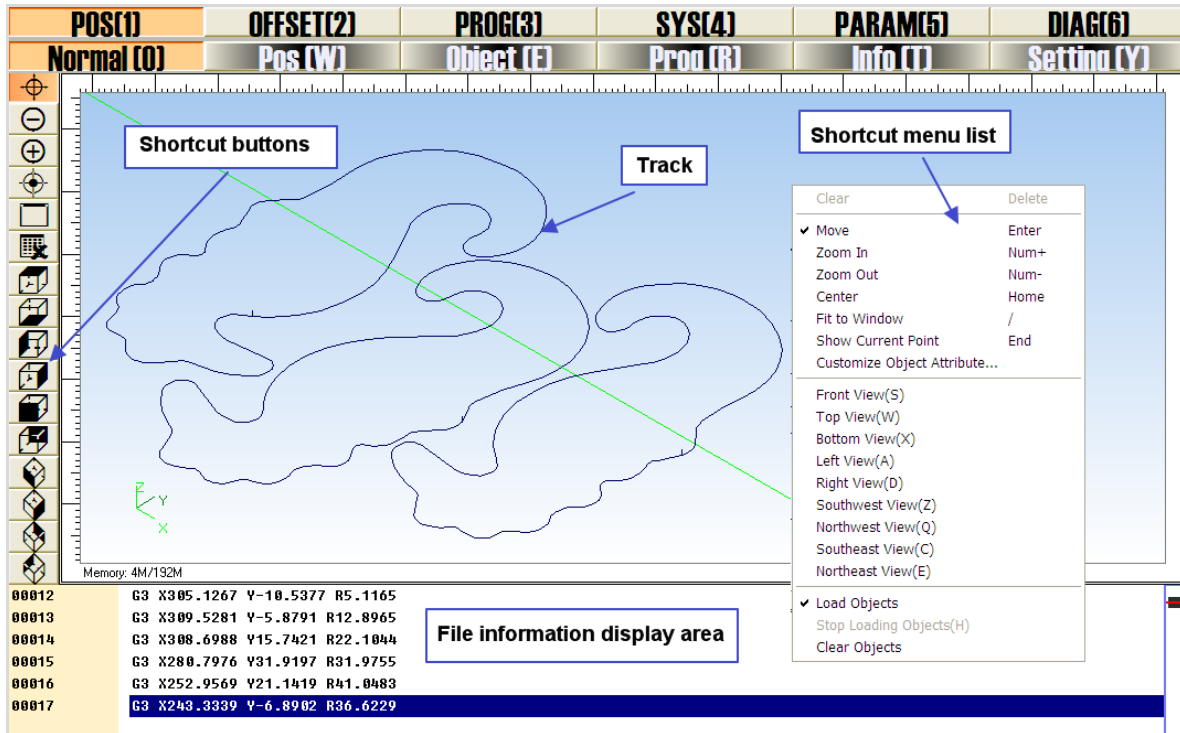 POS(1) OFFSET(2) PROG(3) SYS(4) PARAM(5) DIAG(6)
Normal (Q) Pos (W) Object (E) Prog (R) Info (T) Setting (Y)
Shortcut buttons
Track
Shortcut menu list
Clear Delete
Move Enter
Zoom In Num+
Zoom Out Num-
Center Home
Fit to Window /
Show Current Point End
Customize Object Attribute...
Front View(S)
Top View(W)
Bottom View(X)
Left View(A)
Right View(D)
Southwest View(Z)
Northwest View(Q)
Southeast View(C)
Northeast View(E)
Load Objects
Stop Loading Objects(H)
Clear Objects
Z
Y
X
Memory: 4M/192M
00012 G3 X305.1267 Y-10.5377 R5.1165
00013 G3 X309.5281 Y-5.8791 R12.8965
00014 G3 X308.6988 Y15.7421 R22.1044
00015 G3 X280.7976 Y31.9197 R31.9755
00016 G3 X252.9569 Y21.1419 R41.0483
00017 G3 X243.3339 Y-6.8902 R36.6229
File information display area